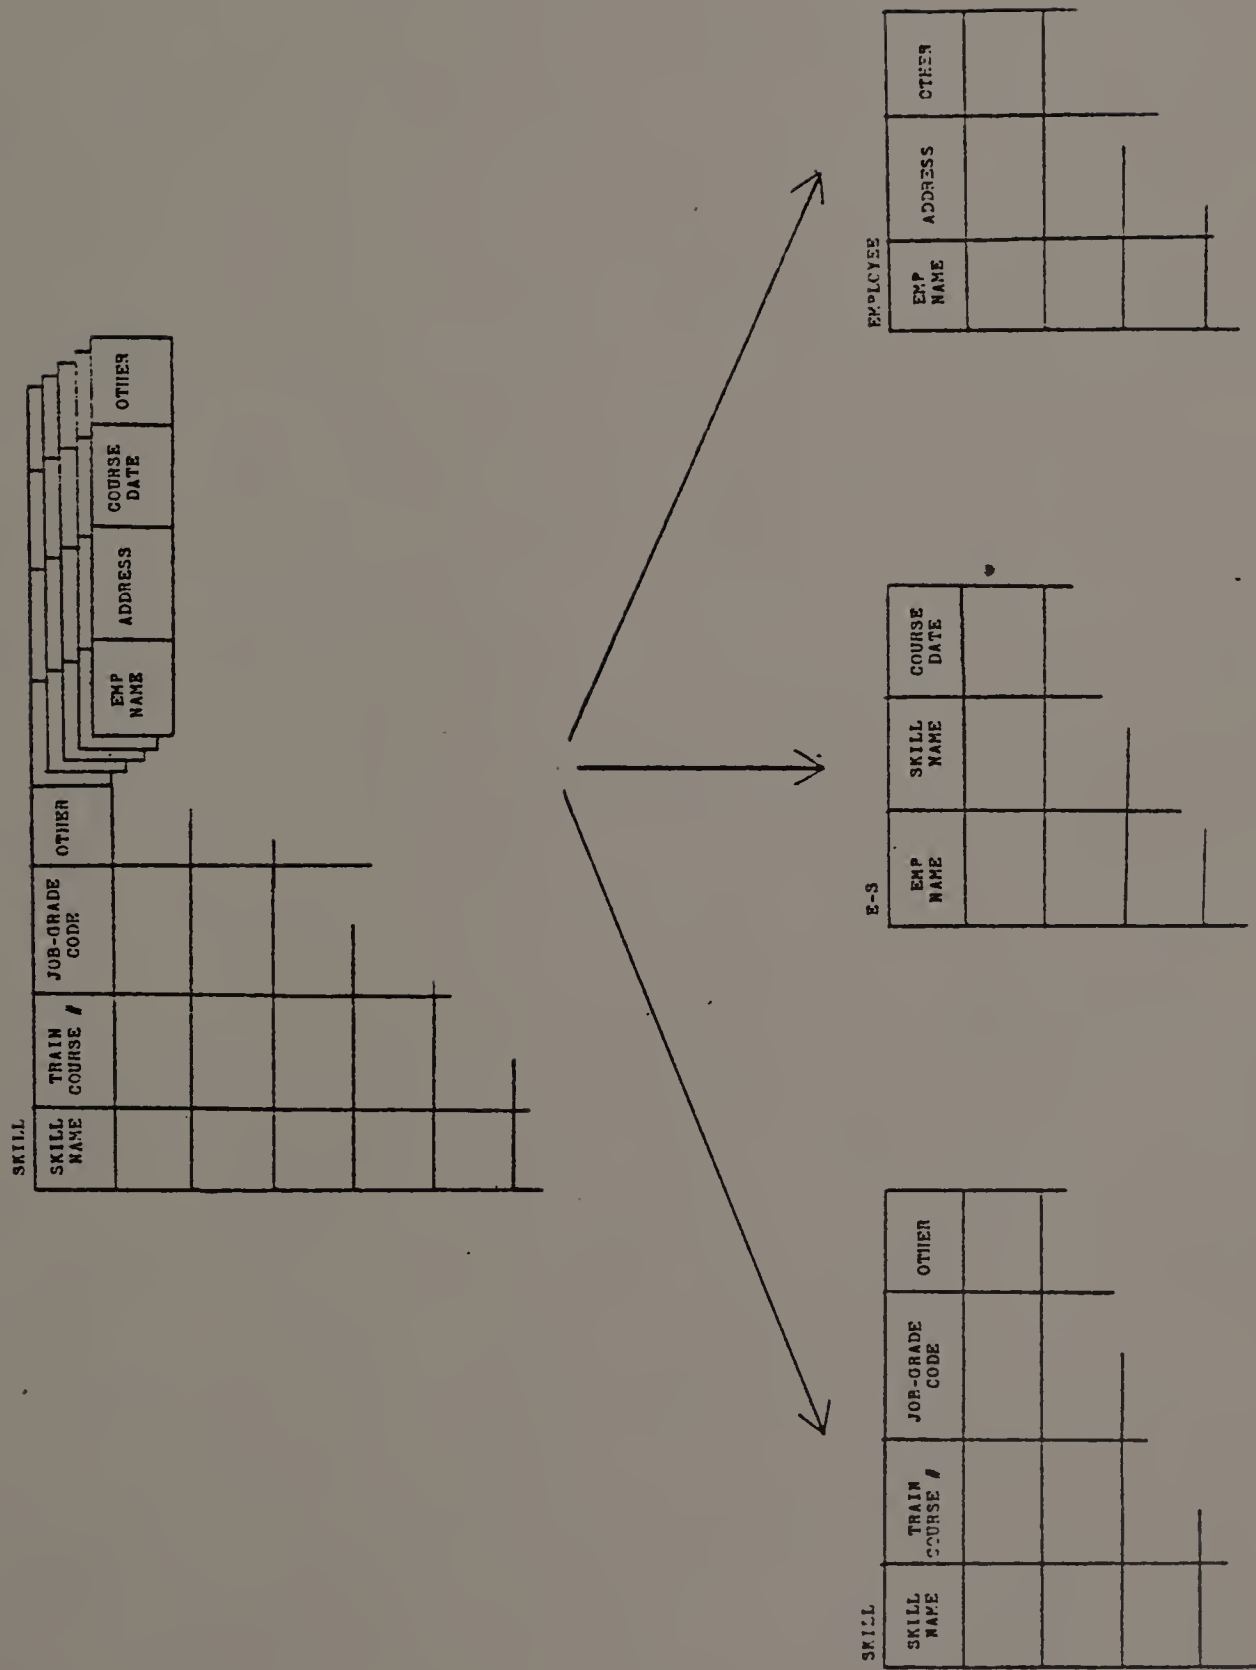 SKILL
SKILL
NAME
TRAIN
COURSE #
JOB-GRADE
CODE
OTHER
EMP
NAME
ADDRESS
COURSE
DATE
OTHER
SKILL
SKILL
NAME
TRAIN
COURSE #
JOB-GRADE
CODE
OTHER
E-S
EMP
NAME
SKILL
NAME
COURSE
DATE
EMPLOYEE
EMP
NAME
ADDRESS
OTHER